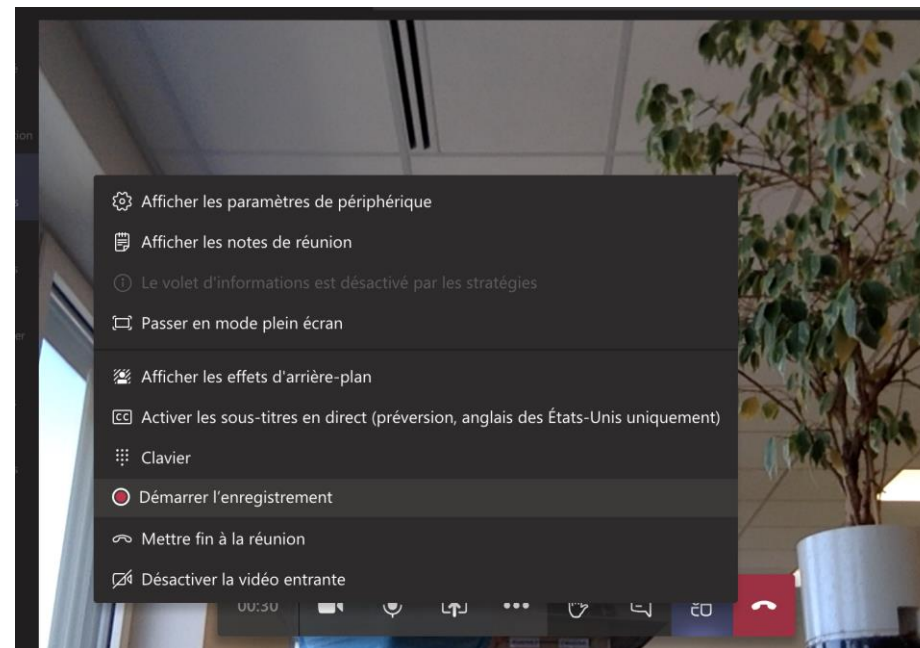 ion
s
Afficher les paramètres de périphérique
Afficher les notes de réunion
Le volet d'informations est désactivé par les stratégies
Passer en mode plein écran
Afficher les effets d'arrière-plan
CC Activer les sous-titres en direct (préversion, anglais des États-Unis uniquement)
Clavier
Démarrer l'enregistrement
Mettre fin à la réunion
Désactiver la vidéo entrante
00:30